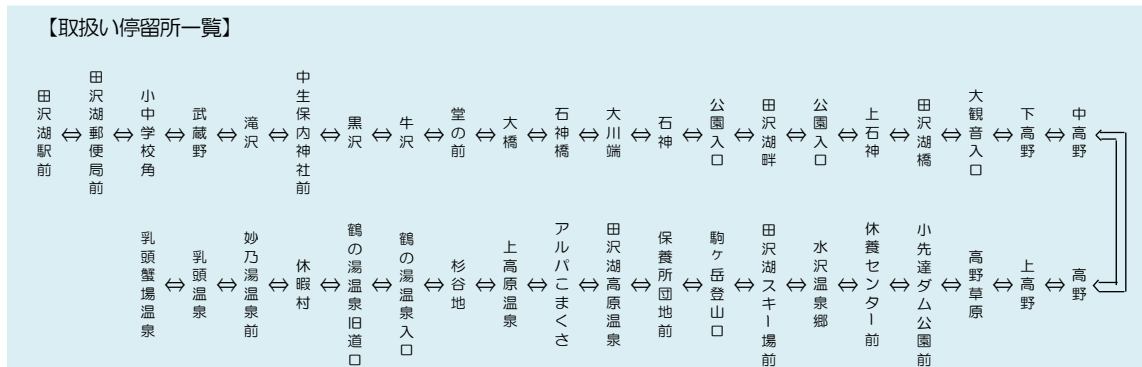 【取扱い停留所一覧】
田沢湖駅前 ⇔ 田沢湖郵便局前 ⇔ 小中学校角 ⇔ 武蔵野 ⇔ 滝沢 ⇔ 中生保内神社前 ⇔ 黒沢 ⇔ 牛沢 ⇔ 堂の前 ⇔ 大橋 ⇔ 石神橋 ⇔ 大川端 ⇔ 石神 ⇔ 公園入口 ⇔ 田沢湖畔 ⇔ 公園入口 ⇔ 上石神 ⇔ 田沢湖橋 ⇔ 大観音入口 ⇔ 下高野 ⇔ 中高野
乳頭蟹場温泉 ⇔ 乳頭温泉 ⇔ 妙乃湯温泉前 ⇔ 休暇村 ⇔ 鶴の湯温泉旧道口 ⇔ 鶴の湯温泉入口 ⇔ 杉谷地 ⇔ 上高原温泉 ⇔ アルパこまくさ ⇔ 田沢湖高原温泉 ⇔ 保養所団地前 ⇔ 駒ヶ岳登山口 ⇔ 田沢湖スキー場前 ⇔ 水沢温泉郷 ⇔ 休養センター前 ⇔ 小先達ダム公園前 ⇔ 高野草原 ⇔ 上高野 ⇔ 高野